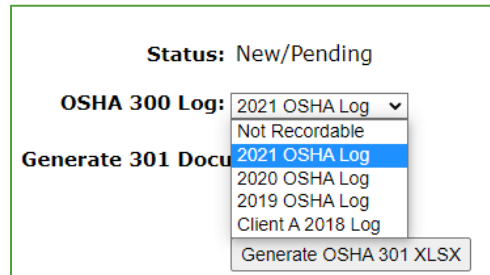 Status: New/Pending
OSHA 300 Log: 2021 OSHA Log
Not Recordable
Generate 301 Docu 2021 OSHA Log
2020 OSHA Log
2019 OSHA Log
Client A 2018 Log
Generate OSHA 301 XLSX